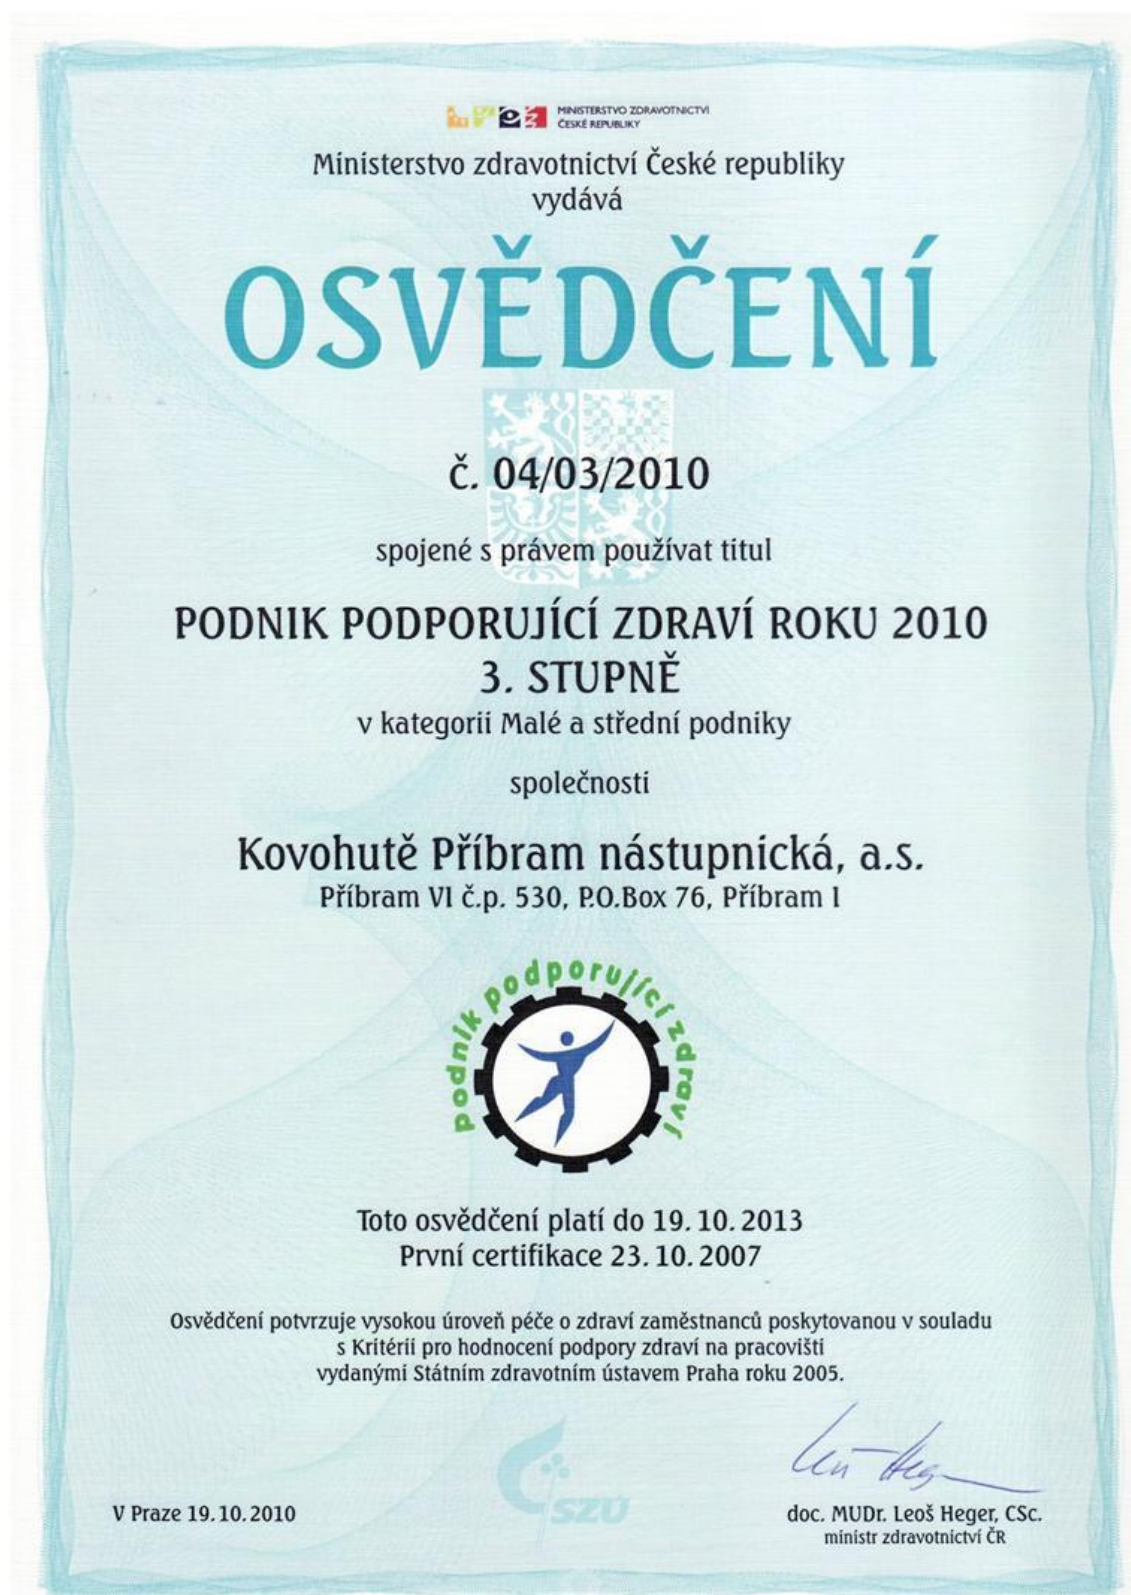 MINISTERSTVO ZDRAVOTNICTVÍ
ČESKÉ REPUBLIKY
Ministerstvo zdravotnictví České republiky
vydává
OSVĚDČENÍ
č. 04/03/2010
spojené s právem používat titul
PODNIK PODPORUJÍCÍ ZDRAVÍ ROKU 2010
3. STUPNĚ
v kategorii Malé a střední podniky
společnosti
Kovohutě Příbram nástupnická, a.s.
Příbram VI č.p. 530, P.O.Box 76, Příbram I
podnik podporující zdraví
Toto osvědčení platí do 19. 10. 2013
První certifikace 23. 10. 2007
Osvědčení potvrzuje vysokou úroveň péče o zdraví zaměstnanců poskytovanou v souladu
s Kritérii pro hodnocení podpory zdraví na pracovišti
vydanými Státním zdravotním ústavem Praha roku 2005.
Leoš Heger
SZÚ
V Praze 19. 10. 2010
doc. MUDr. Leoš Heger, CSc.
ministr zdravotnictví ČR